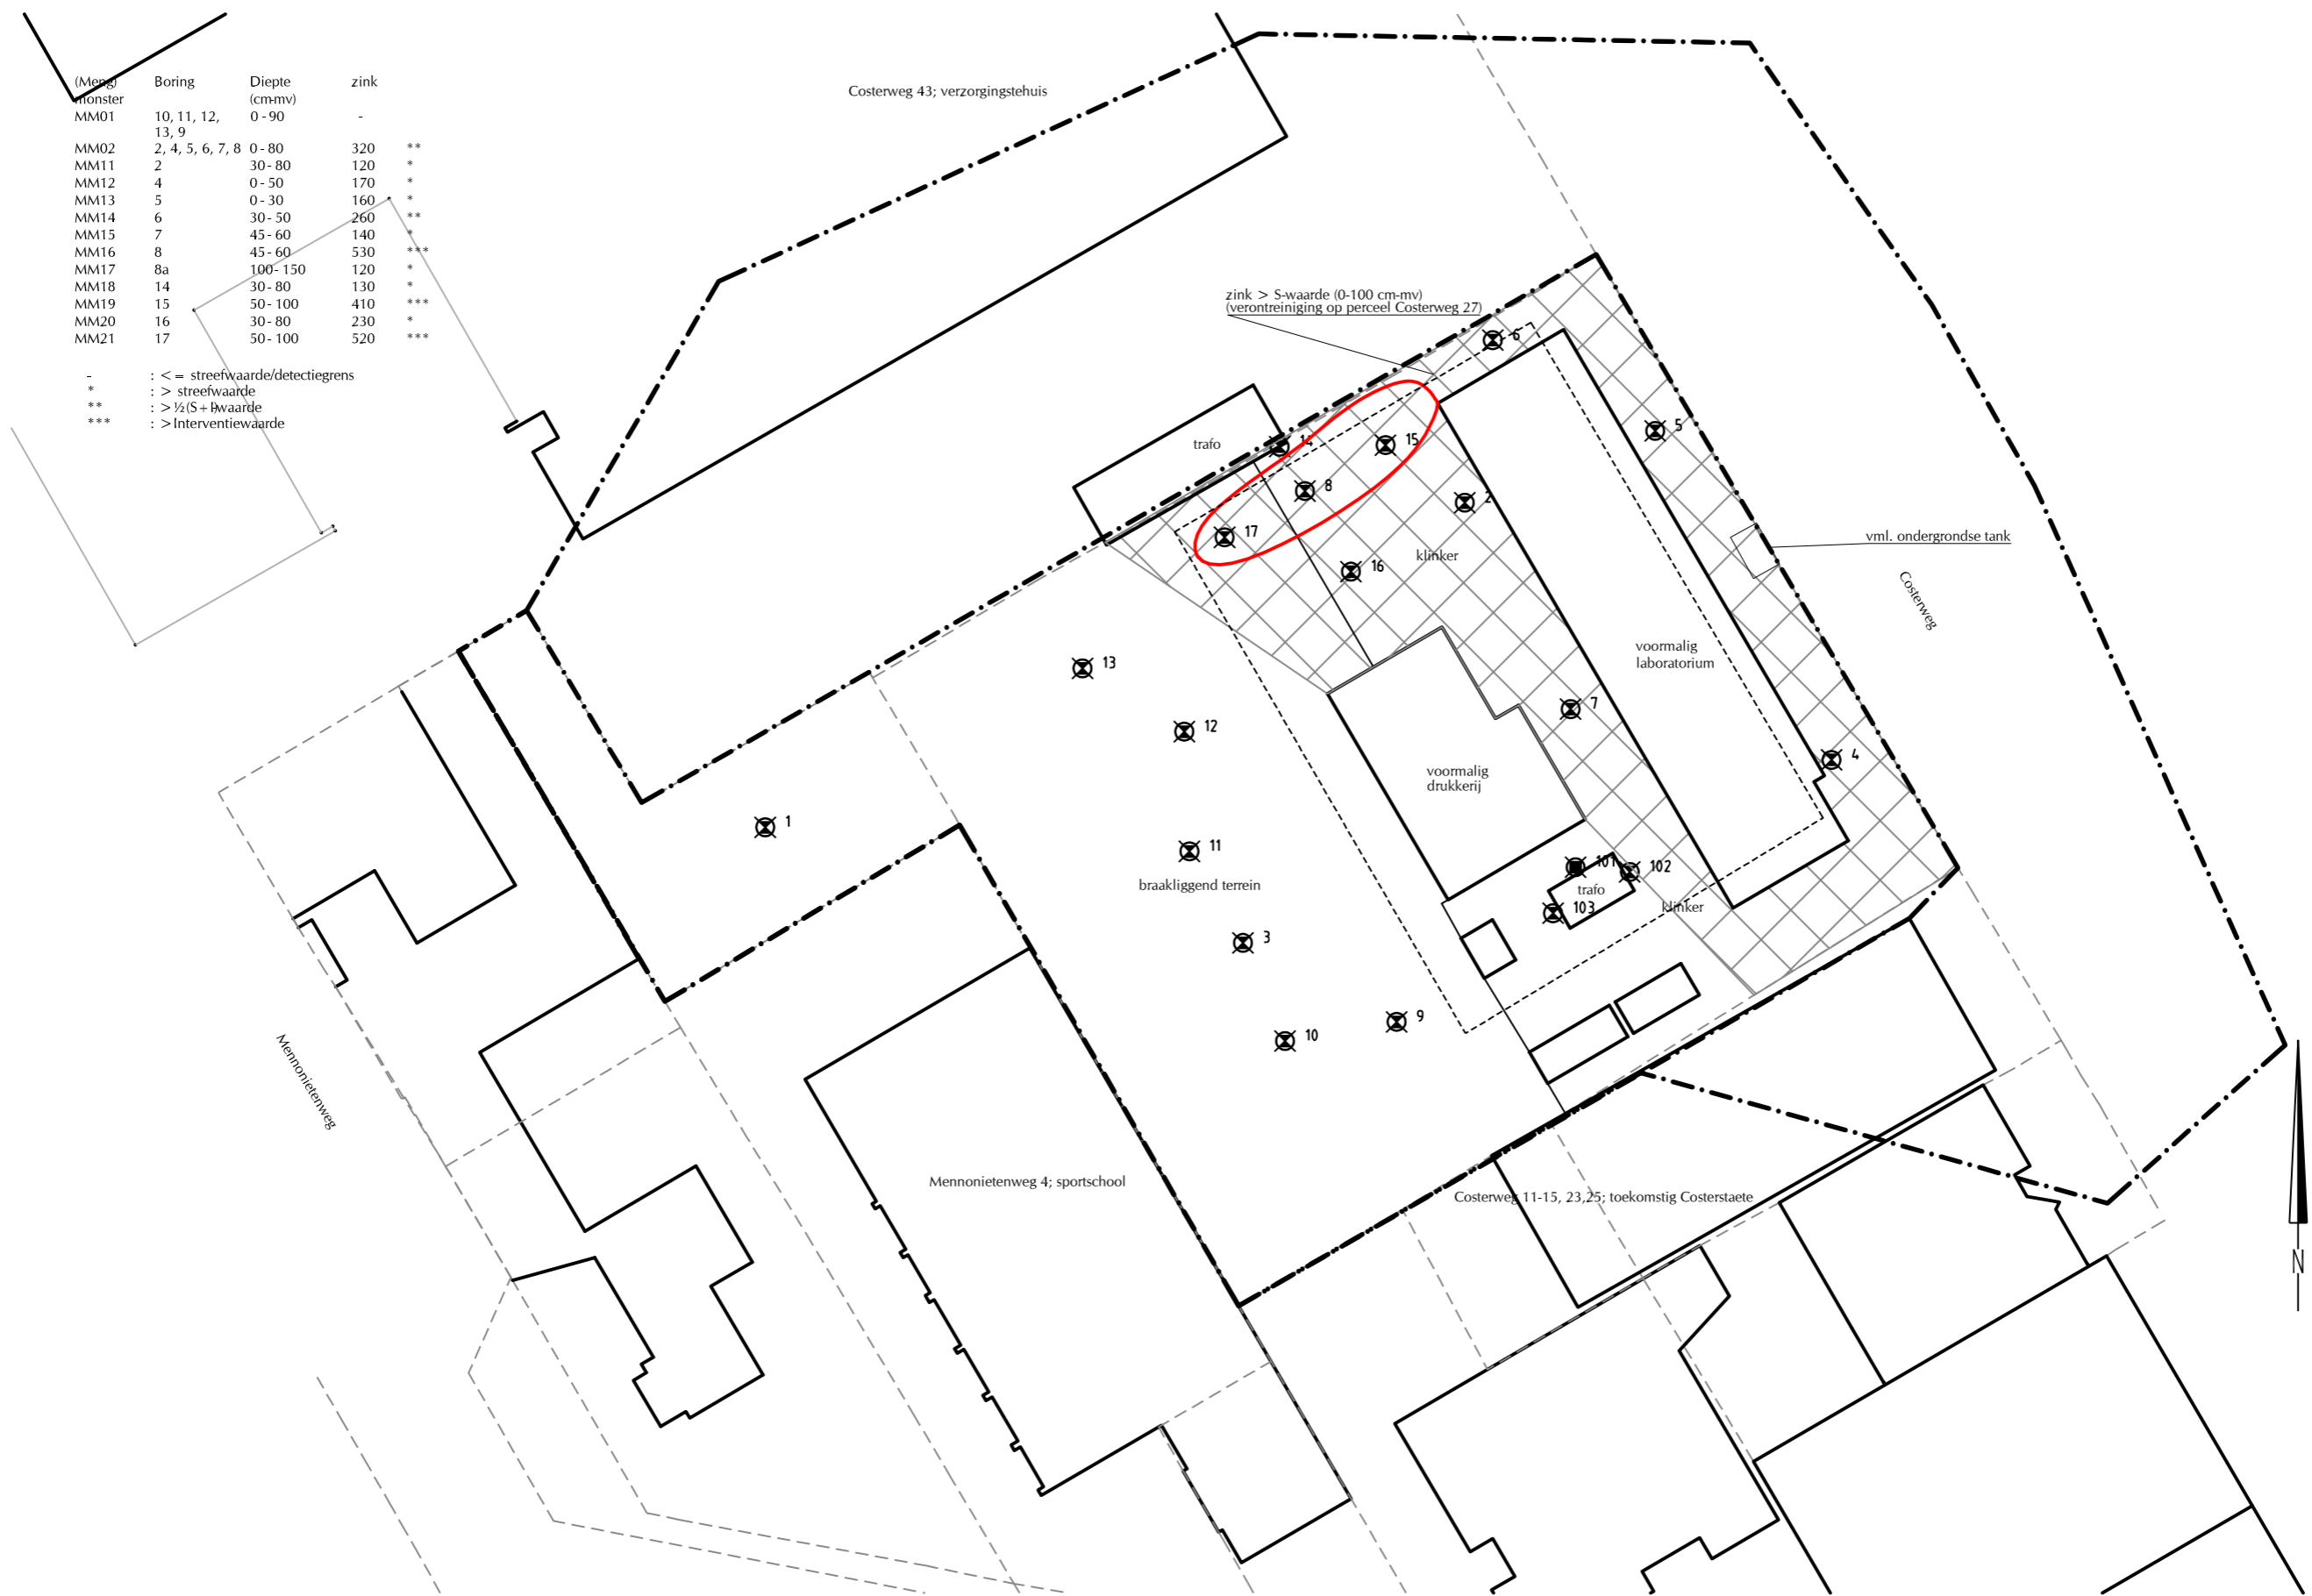 (Meng) Boring Diepte zink
monster (cm-mv)
MM01 10, 11, 12, 0 - 90 -
13, 9
MM02 2, 4, 5, 6, 7, 8 0 - 80 320 **
MM11 2 30 - 80 120 *
MM12 4 0 - 50 170 *
MM13 5 0 - 30 160 *
MM14 6 30 - 50 260 **
MM15 7 45 - 60 140 *
MM16 8 45 - 60 530 ***
MM17 8a 100 - 150 120 *
MM18 14 30 - 80 130 *
MM19 15 50 - 100 410 ***
MM20 16 30 - 80 230 *
MM21 17 50 - 100 520 ***
- : <= streefwaarde/detectiegrens
* : > streefwaarde
** : >½(S+I)-waarde
*** : >Interventiewaarde
Costerweg 43; verzorgingstehuis
zink > S-waarde (0-100 cm-mv)
(verontreiniging op perceel Costerweg 27)
6
5
trafo
14
15
8
2
17
klinker
16
vml. ondergrondse tank
Costerweg
13
voormalig
laboratorium
7
12
4
voormalig
drukkerij
1
11
braakliggend terrein
101
102
trafo
103
klinker
3
9
10
Mennonietenweg
Mennonietenweg 4; sportschool
Costerweg 11-15, 23,25; toekomstig Costerstaete
N